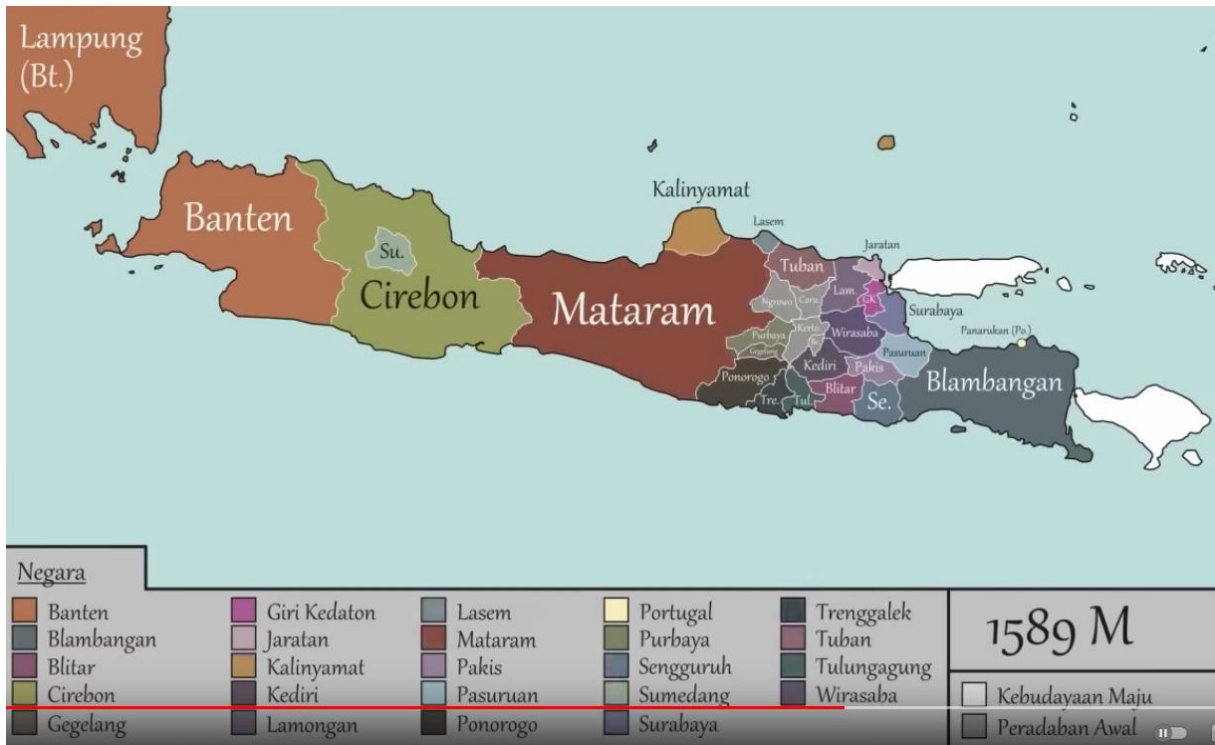 Lampung
(Bt.)
Kalinyamat
Banten
Lasem
Jaratan
Su.
Tuban
Cirebon
Mataram
Ngrowo
Caru.
Lam.
GK.
Surabaya
Purbaya
Kerto.
Wirasaba
Panarukan (Po.)
Gegelang
Pasuruan
Ponorogo
Kediri
Pakis
Blambangan
Tre.
Tul.
Blitar
Se.
Negara
Banten
Blambangan
Blitar
Cirebon
Gegelang
Giri Kedaton
Jaratan
Kalinyamat
Kediri
Lamongan
Lasem
Mataram
Pakis
Pasuruan
Ponorogo
Portugal
Purbaya
Sengguruh
Sumedang
Surabaya
Trenggalek
Tuban
Tulungagung
Wirasaba
1589 M
Kebudayaan Maju
Peradaban Awal